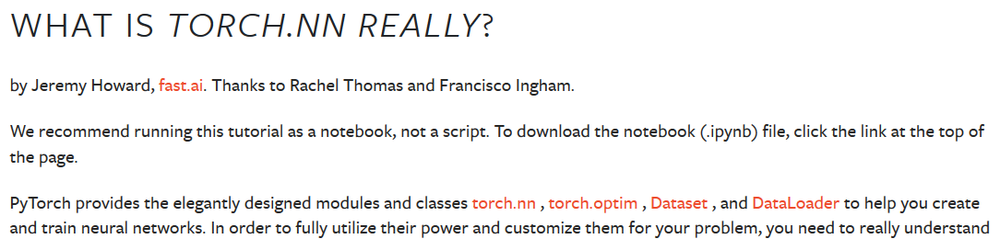 WHAT IS TORCH.NN REALLY?
by Jeremy Howard, fast.ai. Thanks to Rachel Thomas and Francisco Ingham.
We recommend running this tutorial as a notebook, not a script. To download the notebook (.ipynb) file, click the link at the top of
the page.
PyTorch provides the elegantly designed modules and classes torch.nn , torch.optim , Dataset , and DataLoader to help you create
and train neural networks. In order to fully utilize their power and customize them for your problem, you need to really understand